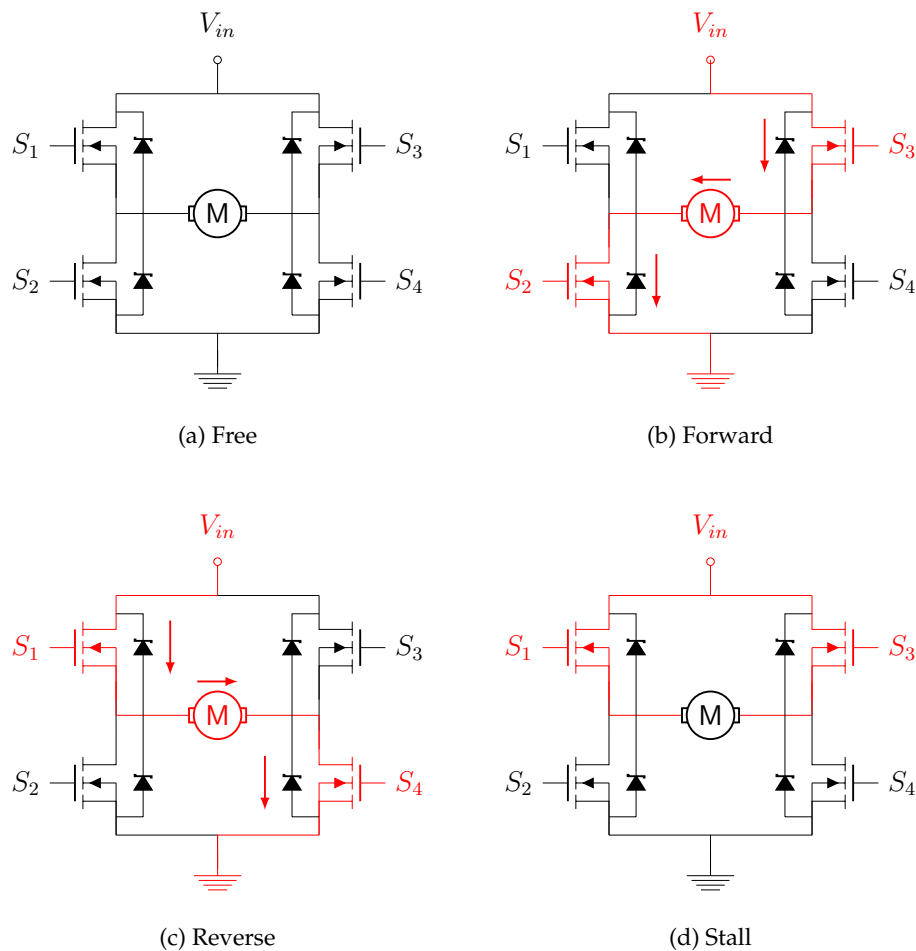 V_in V_in
S_1 S_3 S_1 S_3
M M
S_2 S_4 S_2 S_4
(a) Free (b) Forward
V_in V_in
S_1 S_3 S_1 S_3
M M
S_2 S_4 S_2 S_4
(c) Reverse (d) Stall